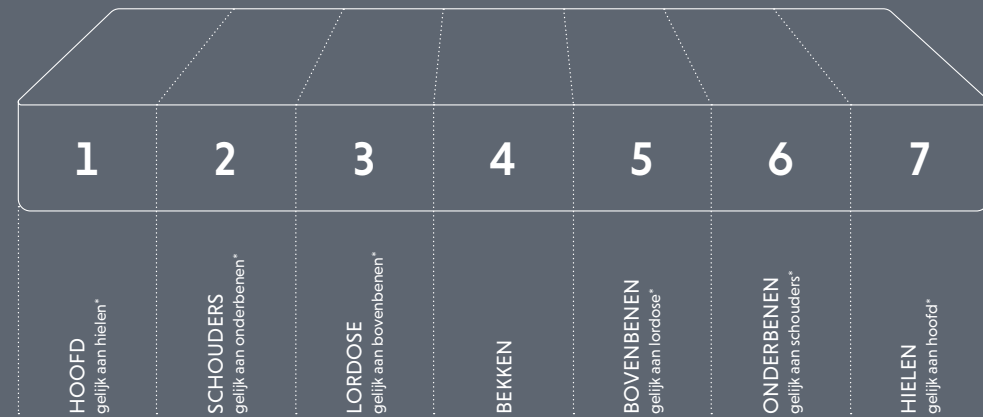 1
2
3
4
5
6
7
HOOFD
gelijk aan hielen*
SCHOUDERS
gelijk aan onderbenen*
LORDOSE
gelijk aan bovenbenen*
BEKKEN
BOVENBENEN
gelijk aan lordose*
ONDERBENEN
gelijk aan schouders*
HIELEN
gelijk aan hoofd*